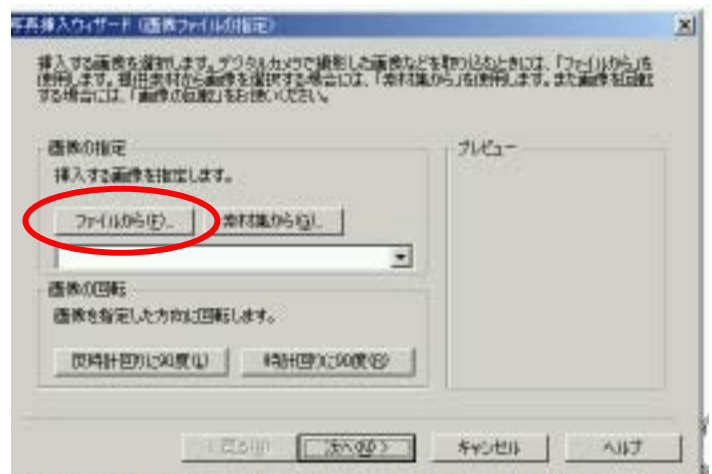 写真挿入ウィザード (画像ファイルの指定)
挿入する画像を選択します。デジタルカメラで撮影した画像などを取り込むときには、「ファイルから」を
使用します。提供素材から画像を選択する場合には、「素材集から」を使用します。また画像を回転
する場合には、「画像の回転」をお使いください。
画像の指定
プレビュー
挿入する画像を指定します。
ファイルから(F)...
素材集から(G)...
画像の回転
画像を指定した方向に回転します。
反時計回りに90度(L)
時計回りに90度(R)
< 戻る(B)
次へ(N) >
キャンセル
ヘルプ